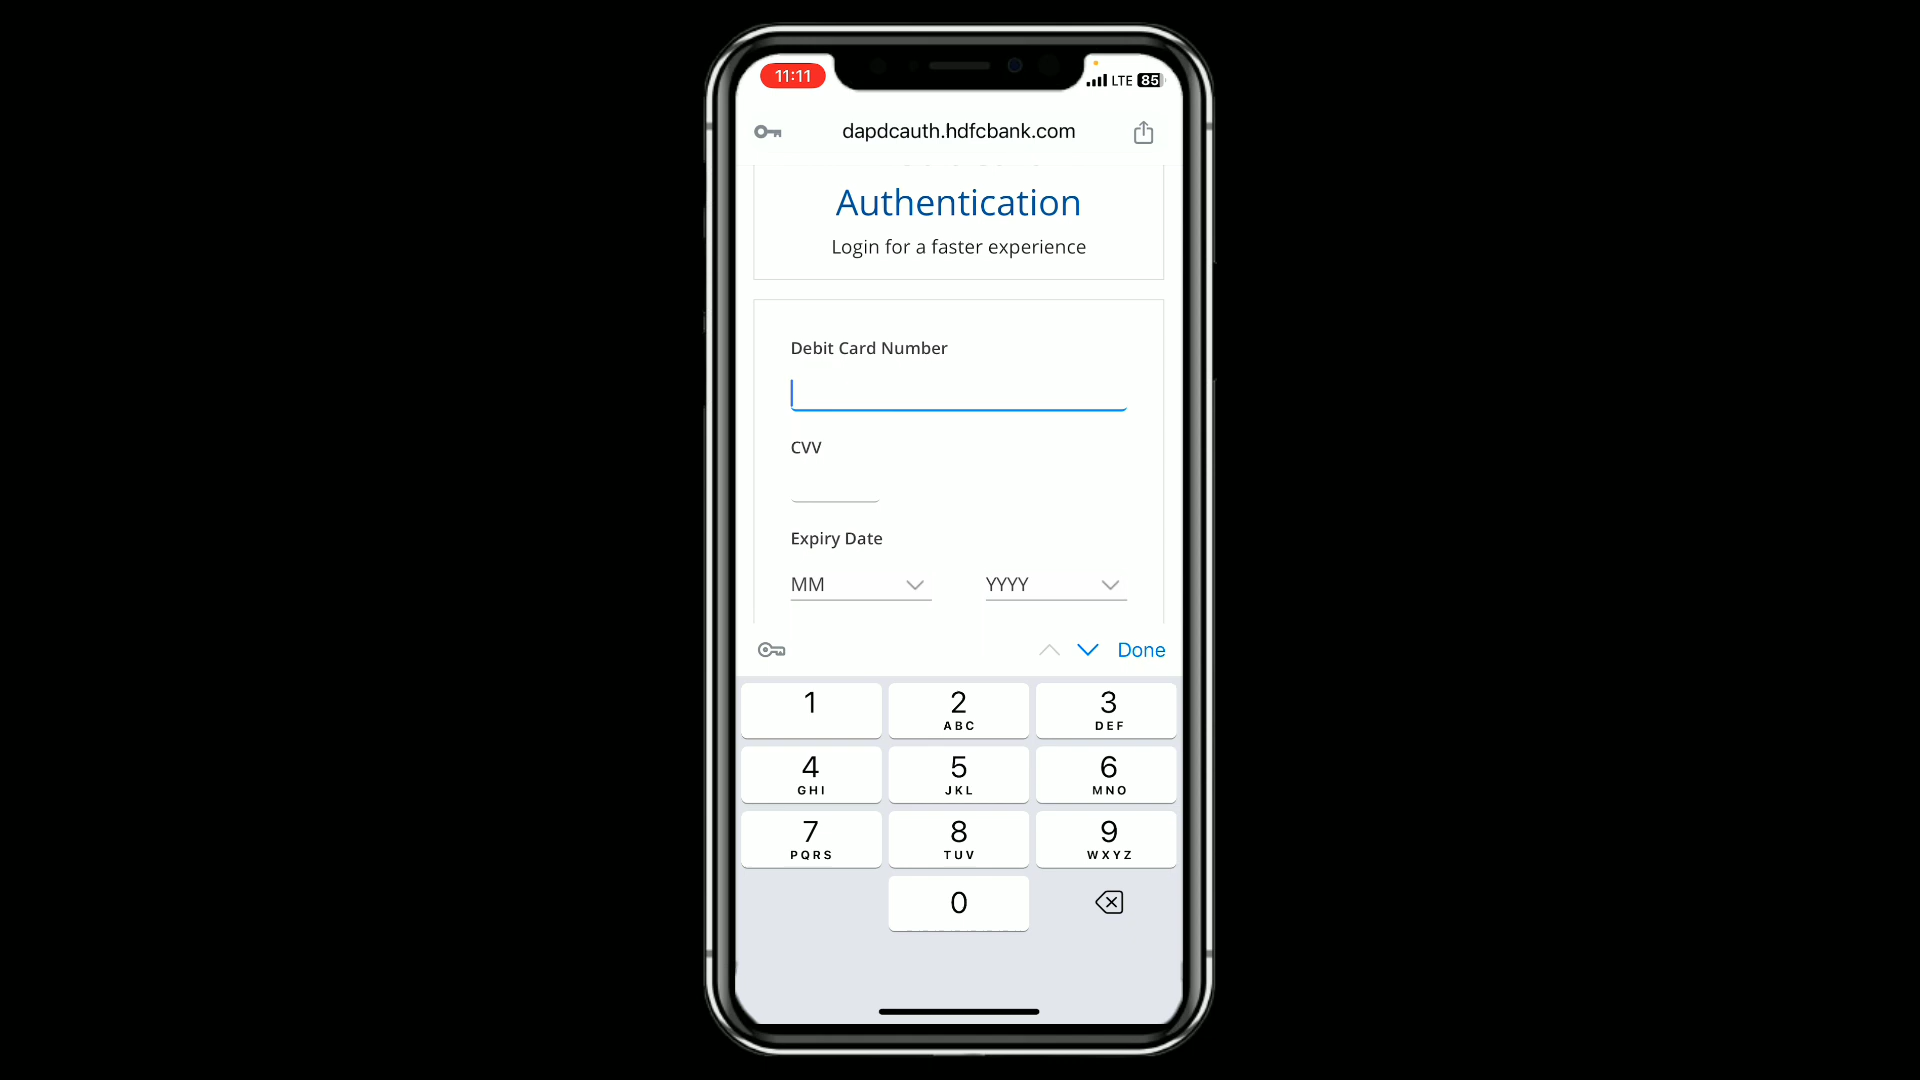 11:11
LTE 85
dapdcauth.hdfcbank.com
Authentication
Login for a faster experience
Debit Card Number
CVV
Expiry Date
MM YYYY
Done
1 2 3
ABC DEF
4 5 6
GHI JKL MNO
7 8 9
PQRS TUV WXYZ
0